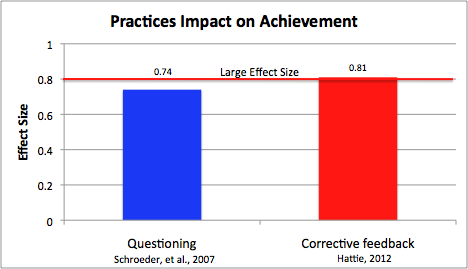 Practices Impact on Achievement
Effect Size
1
0.8
0.6
0.4
0.2
0
0.74
Large Effect Size
0.81
Questioning
Schroeder, et al., 2007
Corrective feedback
Hattie, 2012